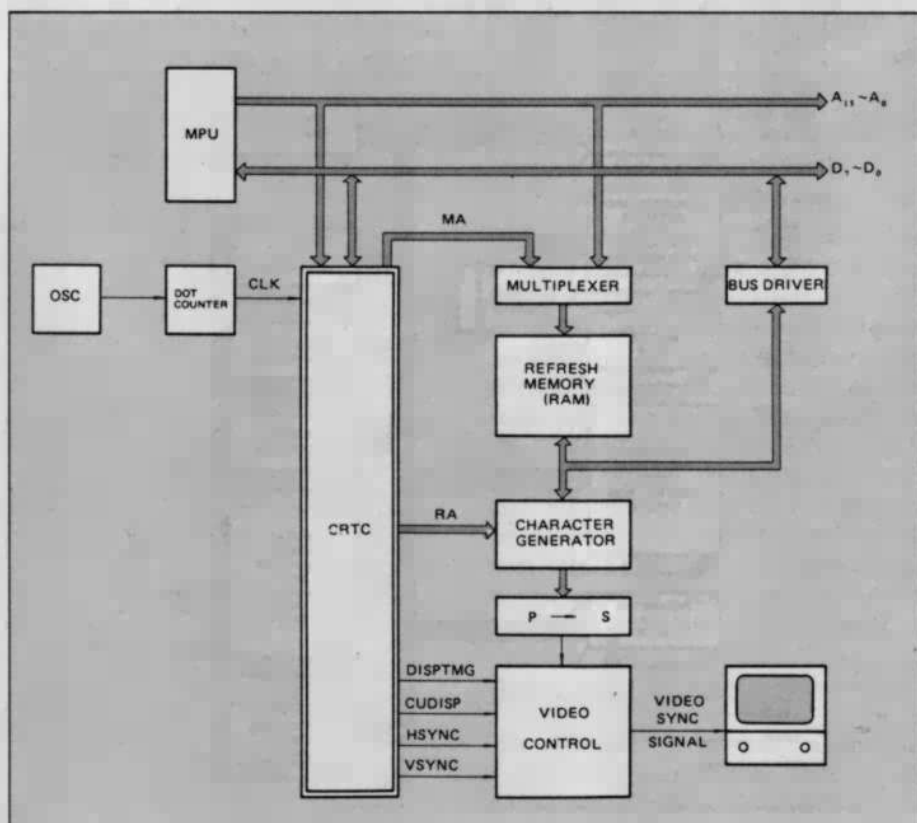 MPU
A₁₅~A₀
D₇~D₀
MA
OSC
DOT
COUNTER
CLK
MULTIPLEXER
BUS DRIVER
REFRESH
MEMORY
(RAM)
CRTC
RA
CHARACTER
GENERATOR
P → S
DISPTMG
CUDISP
HSYNC
VSYNC
VIDEO
CONTROL
VIDEO
SYNC
SIGNAL